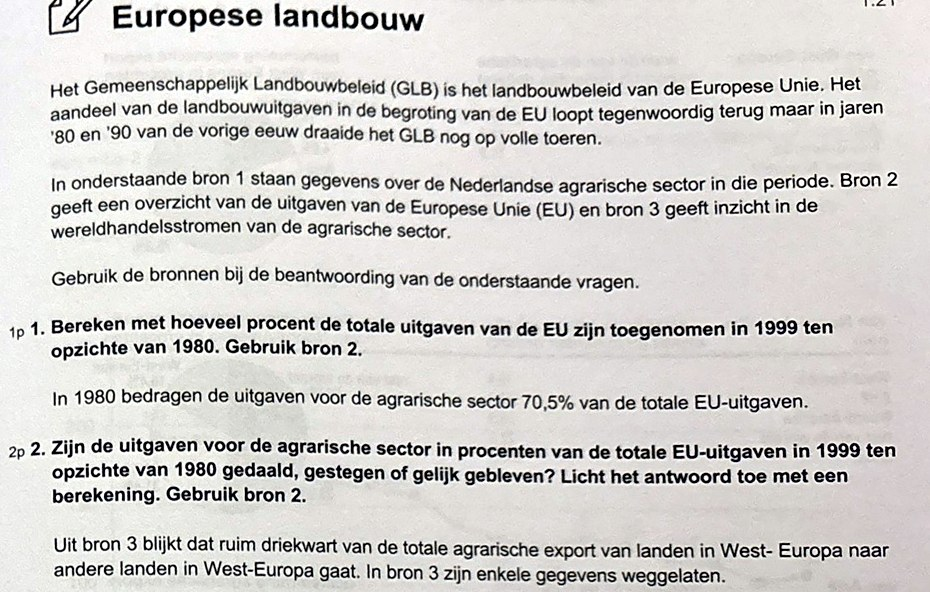 Europese landbouw
Het Gemeenschappelijk Landbouwbeleid (GLB) is het landbouwbeleid van de Europese Unie. Het
aandeel van de landbouwuitgaven in de begroting van de EU loopt tegenwoordig terug maar in jaren
'80 en '90 van de vorige eeuw draaide het GLB nog op volle toeren.
In onderstaande bron 1 staan gegevens over de Nederlandse agrarische sector in die periode. Bron 2
geeft een overzicht van de uitgaven van de Europese Unie (EU) en bron 3 geeft inzicht in de
wereldhandelsstromen van de agrarische sector.
Gebruik de bronnen bij de beantwoording van de onderstaande vragen.
1p 1. Bereken met hoeveel procent de totale uitgaven van de EU zijn toegenomen in 1999 ten
opzichte van 1980. Gebruik bron 2.
In 1980 bedragen de uitgaven voor de agrarische sector 70,5% van de totale EU-uitgaven.
2p 2. Zijn de uitgaven voor de agrarische sector in procenten van de totale EU-uitgaven in 1999 ten
opzichte van 1980 gedaald, gestegen of gelijk gebleven? Licht het antwoord toe met een
berekening. Gebruik bron 2.
Uit bron 3 blijkt dat ruim driekwart van de totale agrarische export van landen in West- Europa naar
andere landen in West-Europa gaat. In bron 3 zijn enkele gegevens weggelaten.